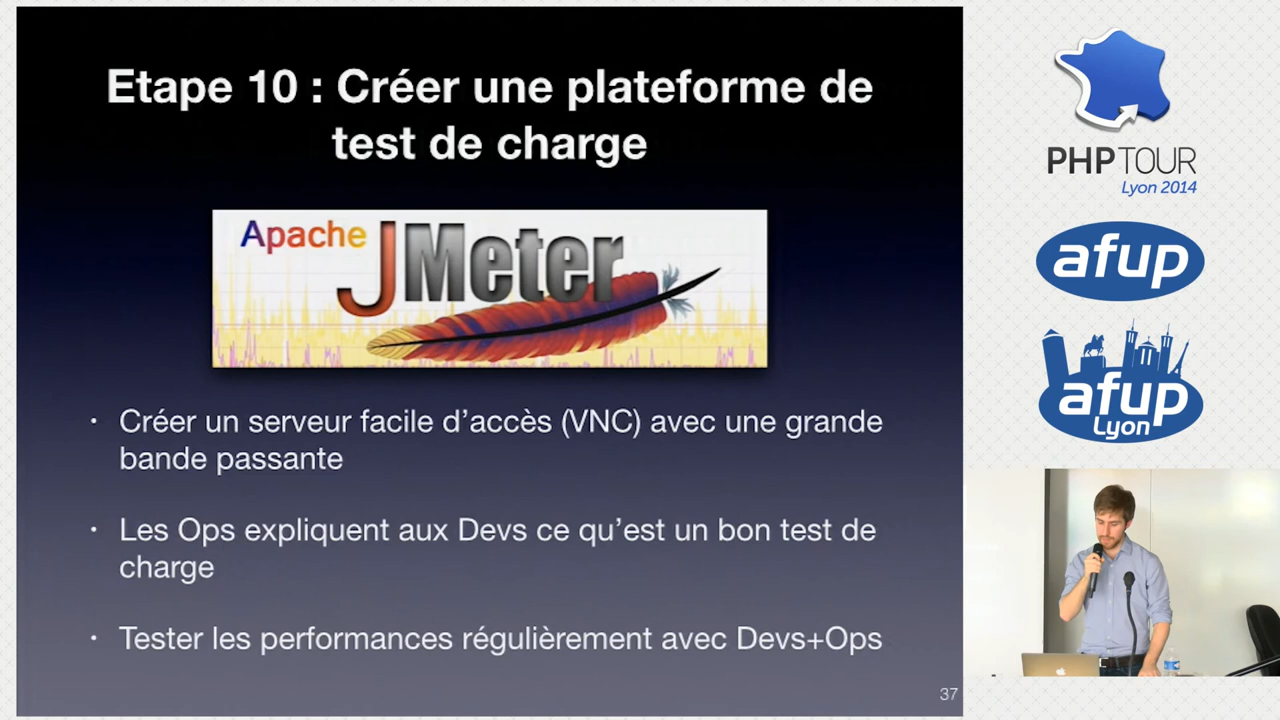 Etape 10 : Créer une plateforme de
test de charge
Apache JMeter
• Créer un serveur facile d'accès (VNC) avec une grande
bande passante
• Les Ops expliquent aux Devs ce qu'est un bon test de
charge
• Tester les performances régulièrement avec Devs+Ops
37
PHP TOUR
Lyon 2014
afup
afup
Lyon